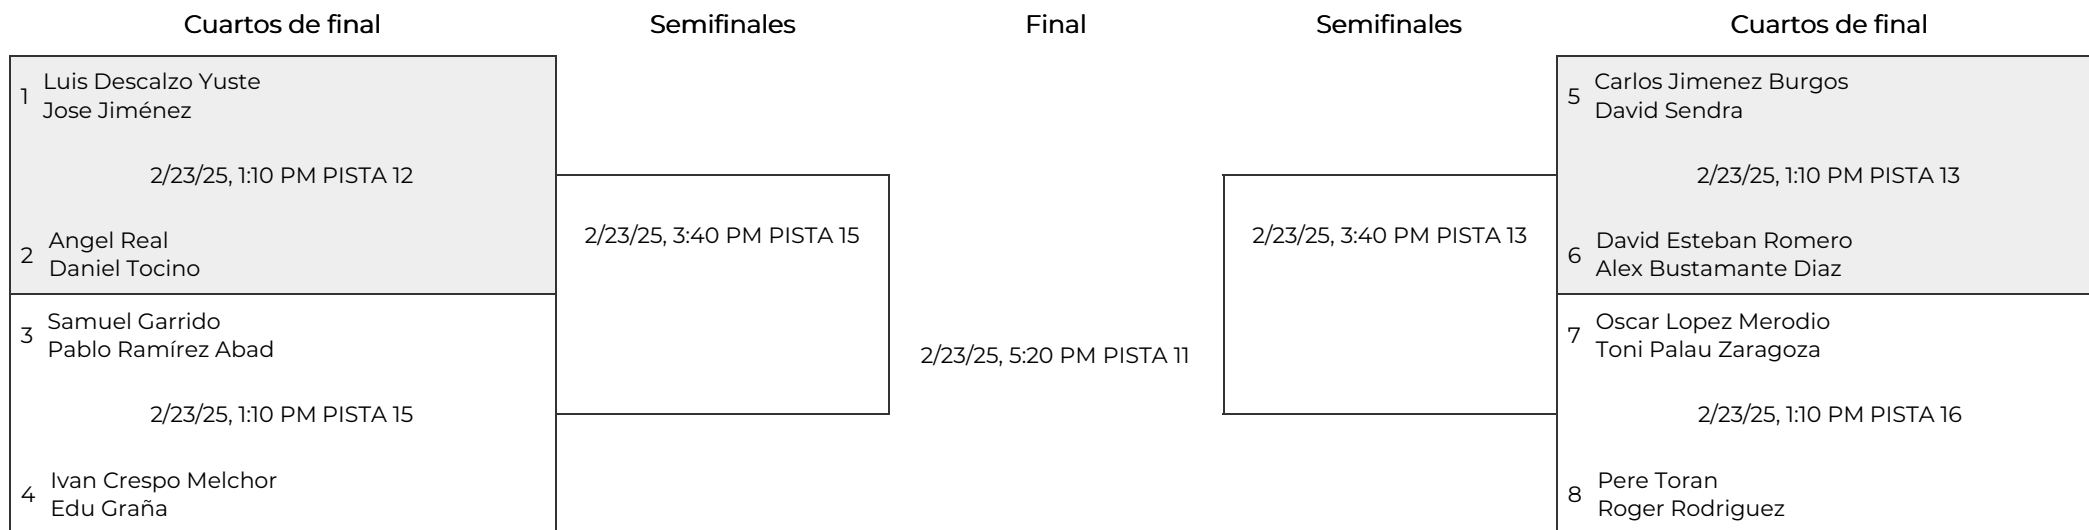 Cuartos de final
Semifinales
Final
Semifinales
Cuartos de final
1
Luis Descalzo Yuste
Jose Jiménez
2/23/25, 1:10 PM PISTA 12
2
Angel Real
Daniel Tocino
3
Samuel Garrido
Pablo Ramírez Abad
2/23/25, 1:10 PM PISTA 15
4
Ivan Crespo Melchor
Edu Graña
2/23/25, 3:40 PM PISTA 15
2/23/25, 5:20 PM PISTA 11
2/23/25, 3:40 PM PISTA 13
5
Carlos Jimenez Burgos
David Sendra
2/23/25, 1:10 PM PISTA 13
6
David Esteban Romero
Alex Bustamante Diaz
7
Oscar Lopez Merodio
Toni Palau Zaragoza
2/23/25, 1:10 PM PISTA 16
8
Pere Toran
Roger Rodriguez